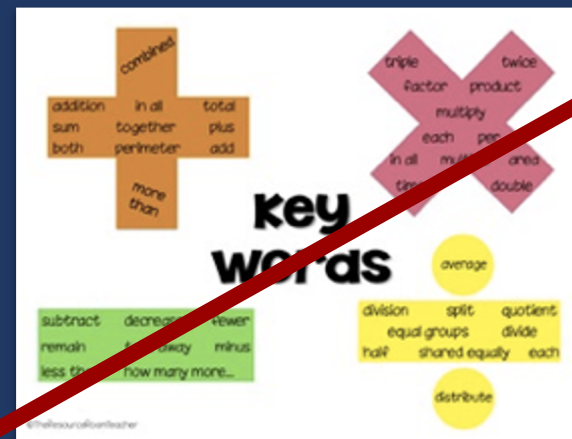 combined
addition in all total
sum together plus
both perimeter add
more
than
triple twice
factor product
multiply
each per
in all area
double
key
words
average
division split quotient
equal groups divide
half shared equally each
distribute
subtract fewer
remain minus
how many more...
©TheResourceRoomTeacher